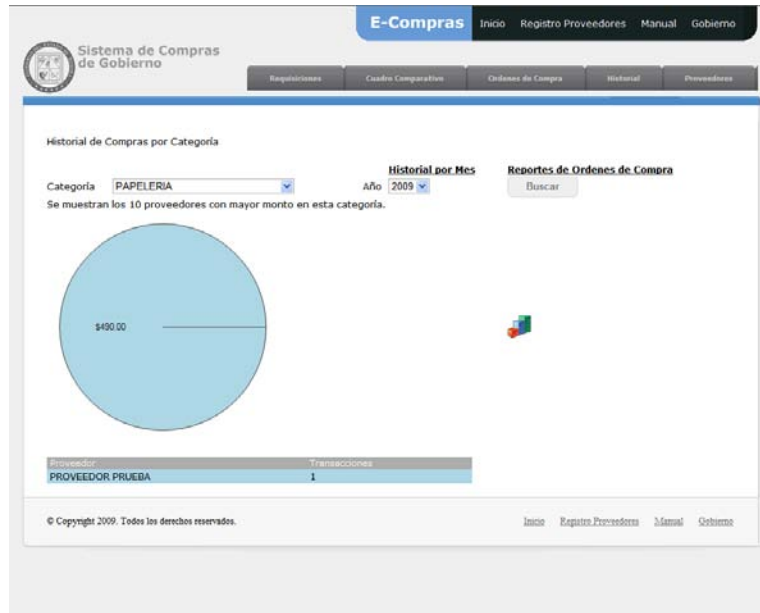 E-Compras Inicio Registro Proveedores Manual Gobierno
Sistema de Compras
de Gobierno
Requisiciones Cuadro Comparativo Ordenes de Compra Historial Proveedores
Historial de Compras por Categoría
Historial por Mes Reportes de Ordenes de Compra
Categoría PAPELERIA Año 2009 Buscar
Se muestran los 10 proveedores con mayor monto en esta categoría.
$490.00
Proveedor Transacciones
PROVEEDOR PRUEBA 1
© Copyright 2009. Todos los derechos reservados. Inicio Registro Proveedores Manual Gobierno